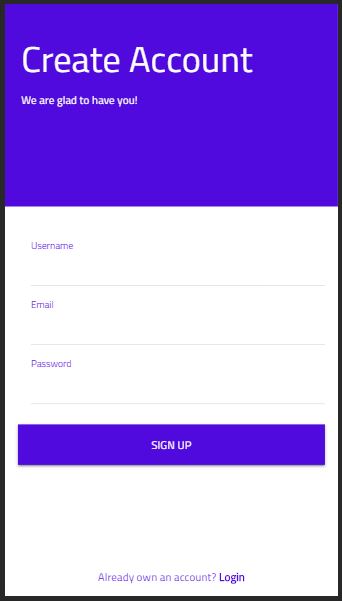 Create Account
We are glad to have you!
Username
Email
Password
SIGN UP
Already own an account? Login